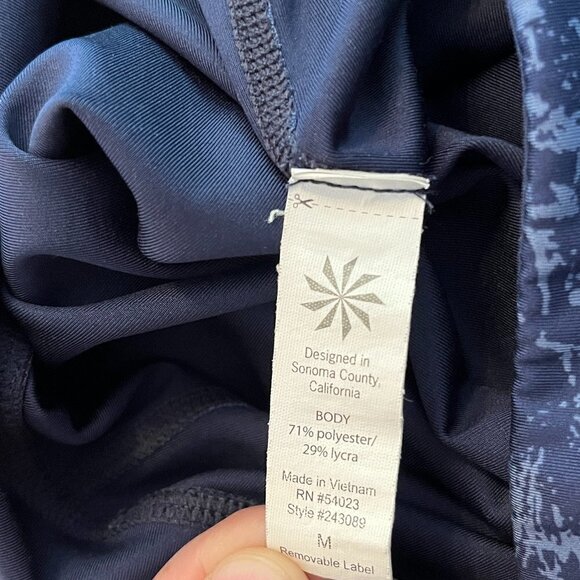 Designed in
Sonoma County,
California
BODY
71% polyester/
29% lycra
Made in Vietnam
RN #54023
Style #243089
M
Removable Label